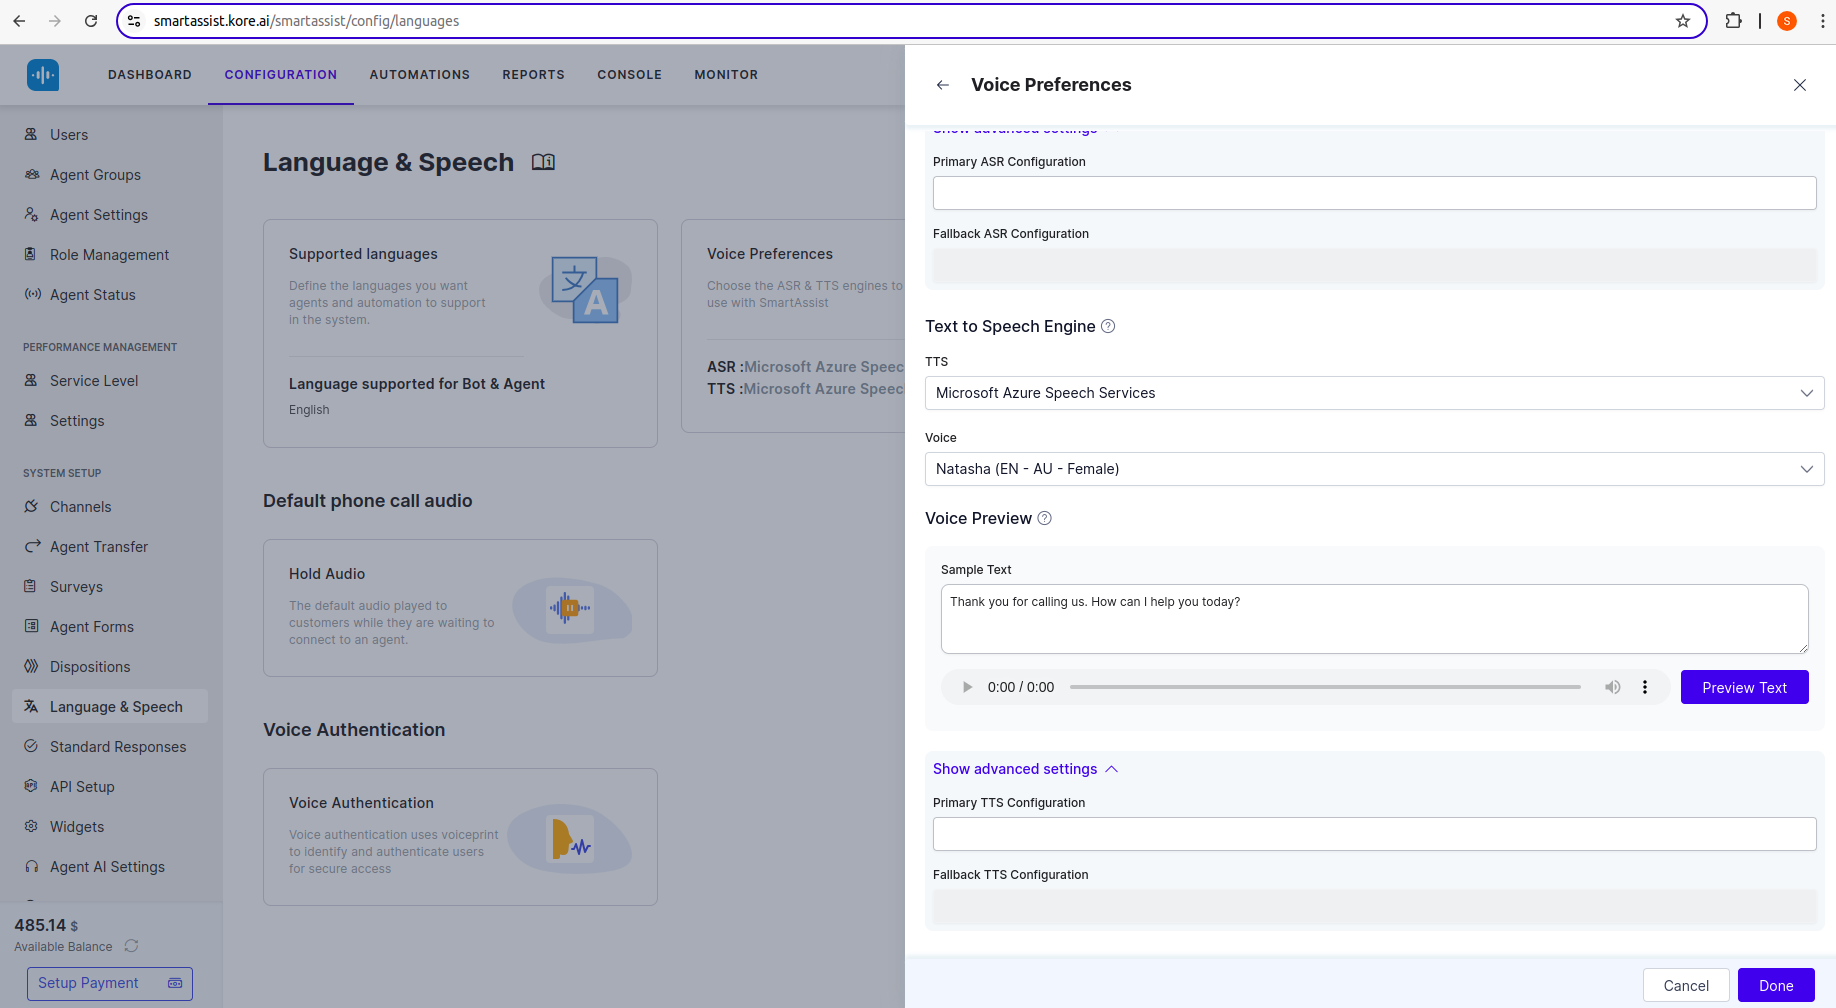 smartassist.kore.ai/smartassist/config/languages
S
DASHBOARD
CONFIGURATION
AUTOMATIONS
REPORTS
CONSOLE
MONITOR
Users
Agent Groups
Agent Settings
Role Management
Agent Status
PERFORMANCE MANAGEMENT
Service Level
Settings
SYSTEM SETUP
Channels
Agent Transfer
Surveys
Agent Forms
Dispositions
Language & Speech
Standard Responses
API Setup
Widgets
Agent AI Settings
485.14 $
Available Balance
Setup Payment
Language & Speech
Supported languages
Define the languages you want
agents and automation to support
in the system.
文
A
Language supported for Bot & Agent
English
Voice Preferences
Choose the ASR & TTS engines to
use with SmartAssist
ASR :Microsoft Azure Speec
TTS :Microsoft Azure Speec
Default phone call audio
Hold Audio
The default audio played to
customers while they are waiting to
connect to an agent.
Voice Authentication
Voice Authentication
Voice authentication uses voiceprint
to identify and authenticate users
for secure access
Voice Preferences
Show advanced settings
Primary ASR Configuration
Fallback ASR Configuration
Text to Speech Engine ?
TTS
Microsoft Azure Speech Services
Voice
Natasha (EN - AU - Female)
Voice Preview ?
Sample Text
Thank you for calling us. How can I help you today?
0:00 / 0:00
Preview Text
Show advanced settings
Primary TTS Configuration
Fallback TTS Configuration
Cancel
Done